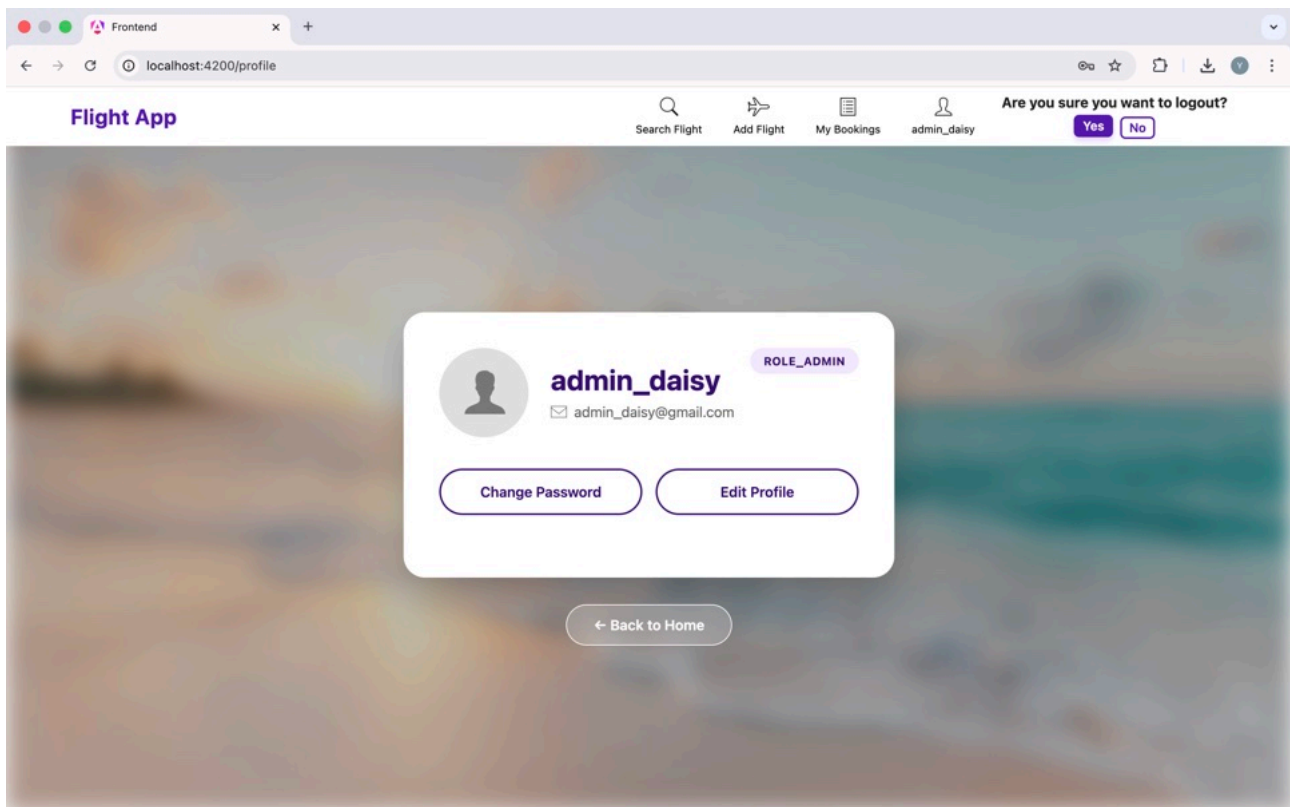 Frontend
localhost:4200/profile
Y
Flight App
Search Flight
Add Flight
My Bookings
admin_daisy
Are you sure you want to logout?
Yes
No
ROLE_ADMIN
admin_daisy
admin_daisy@gmail.com
Change Password
Edit Profile
← Back to Home